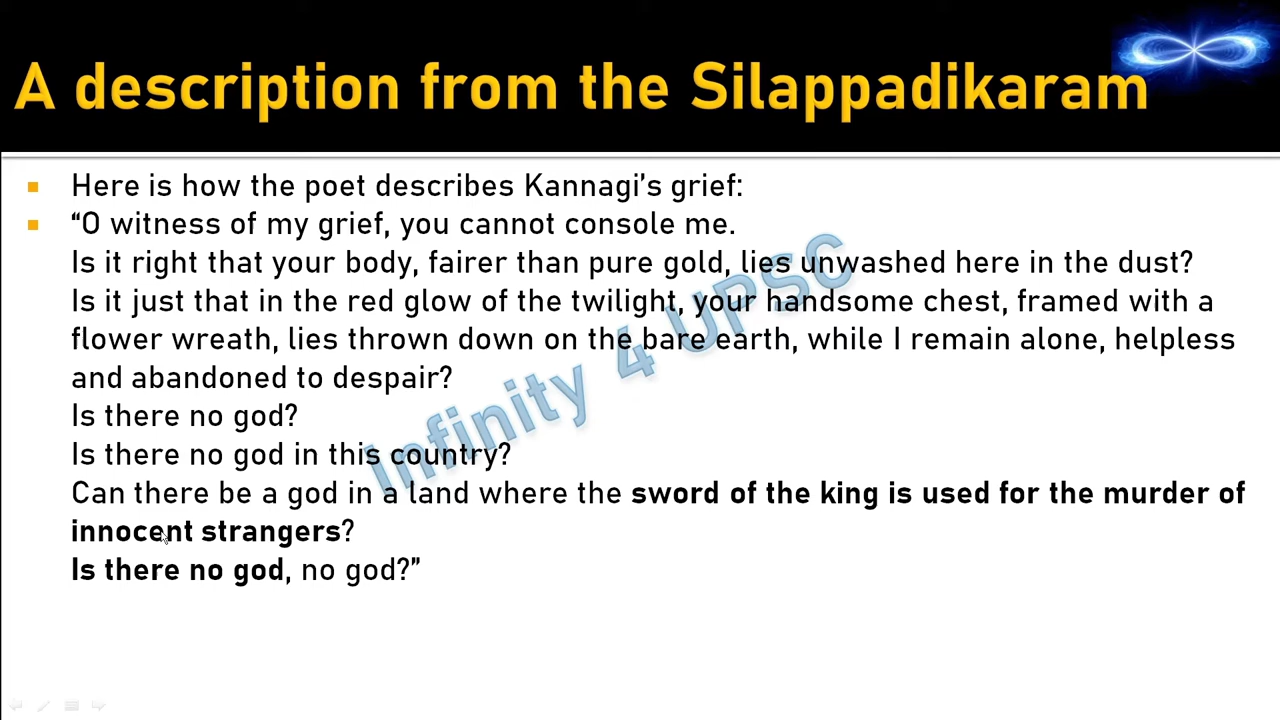 A description from the Silappadikaram
Here is how the poet describes Kannagi’s grief:
“O witness of my grief, you cannot console me.
Is it right that your body, fairer than pure gold, lies unwashed here in the dust?
Is it just that in the red glow of the twilight, your handsome chest, framed with a
flower wreath, lies thrown down on the bare earth, while I remain alone, helpless
and abandoned to despair?
Is there no god?
Is there no god in this country?
Can there be a god in a land where the sword of the king is used for the murder of
innocent strangers?
Is there no god, no god?”
Infinity 4 UPSC